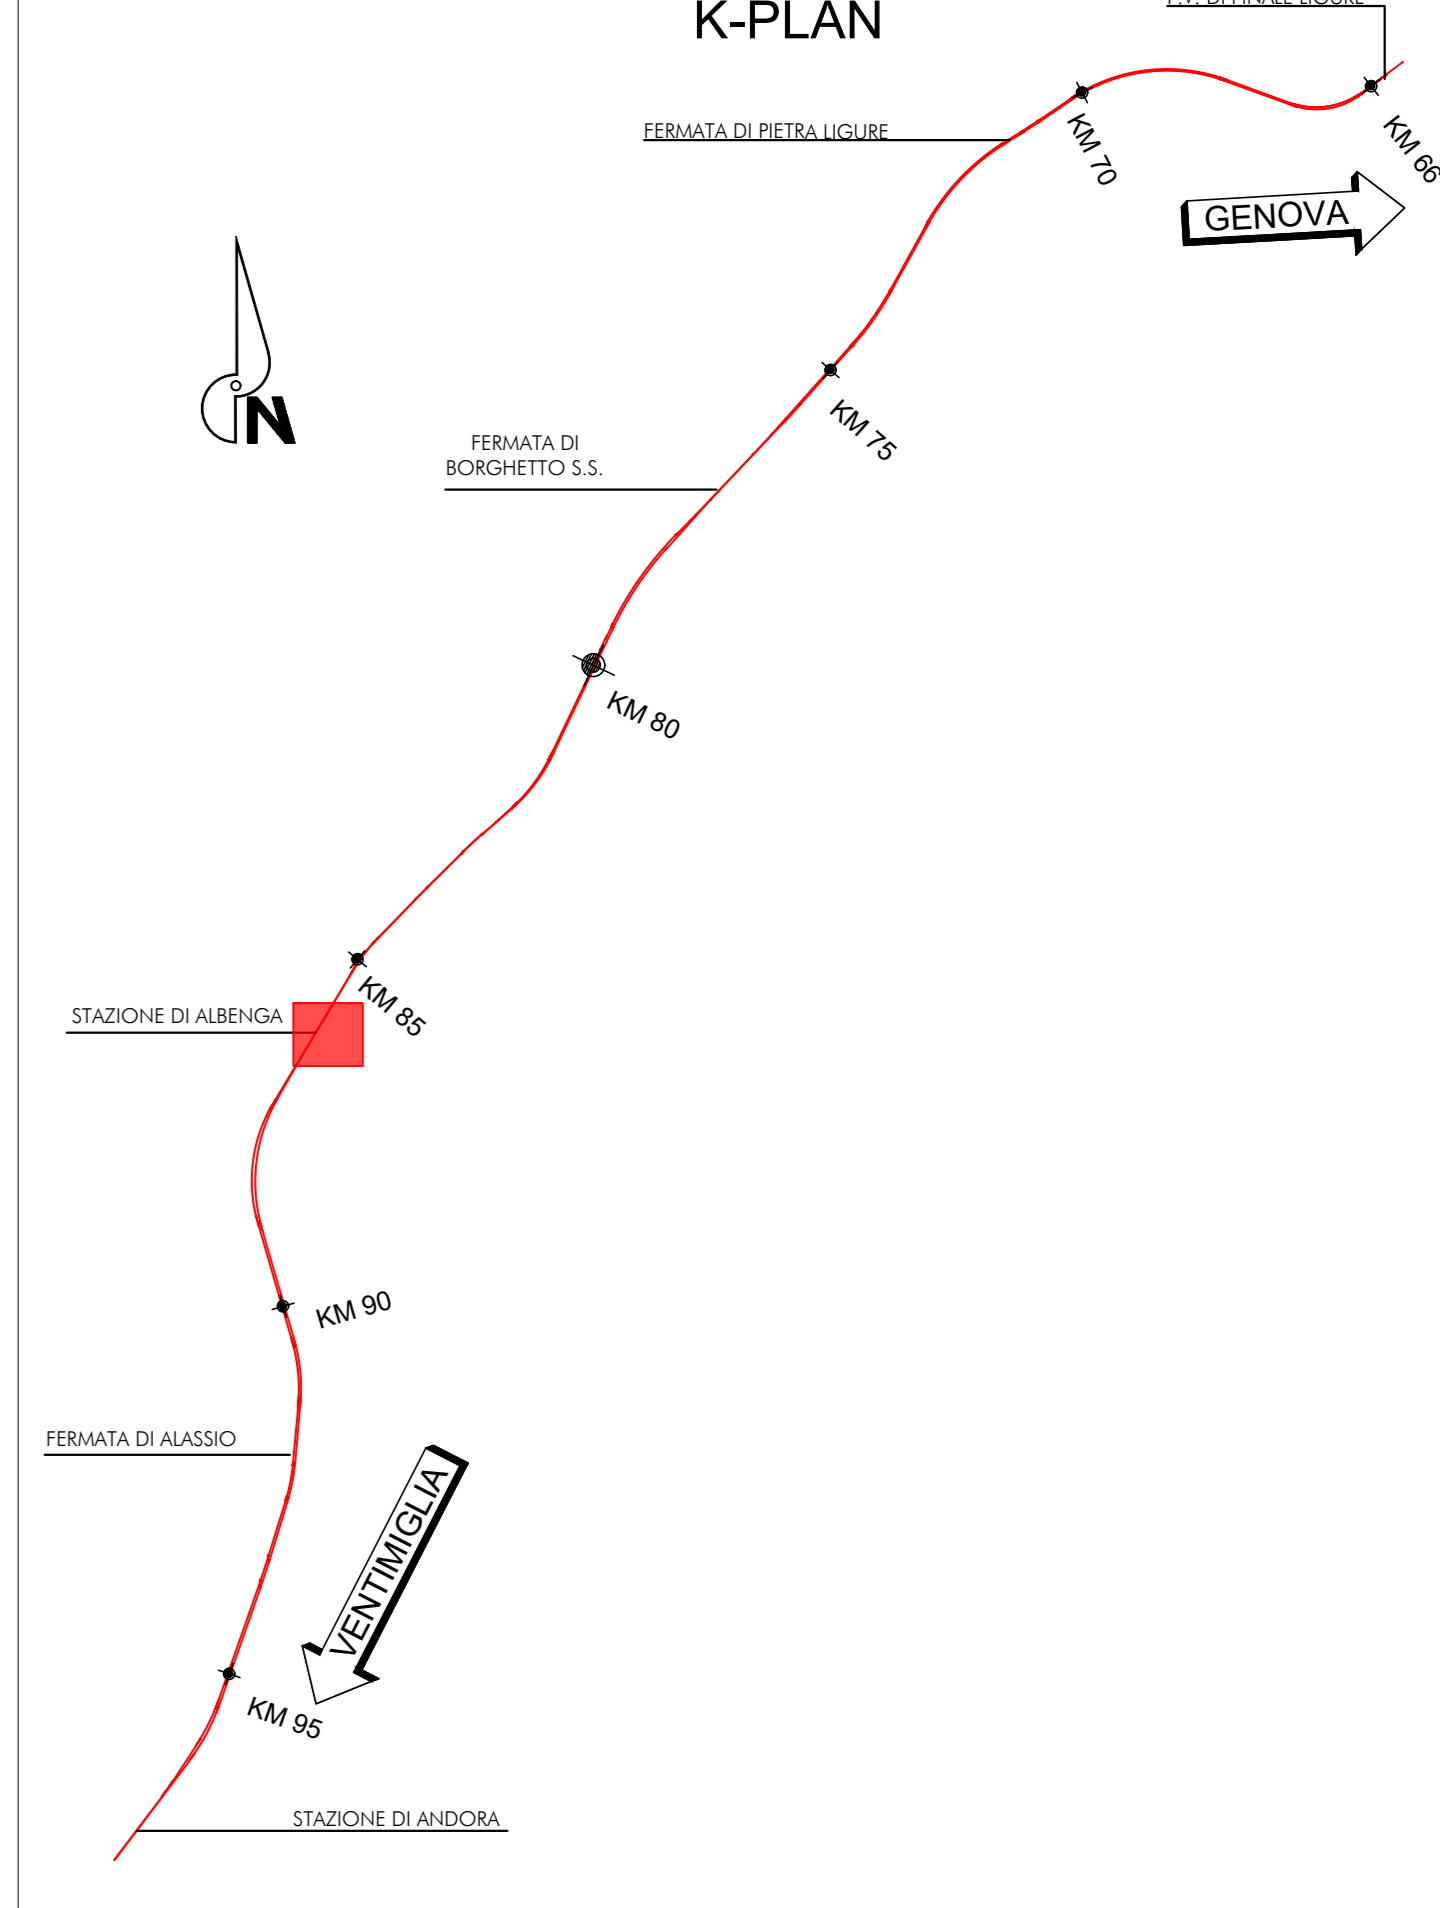 K-PLAN
FERMATA DI PIETRA LIGURE
KM 70
KM 66
GENOVA
N
KM 75
FERMATA DI
BORGHETTO S.S.
KM 80
KM 85
STAZIONE DI ALBENGA
KM 90
FERMATA DI ALASSIO
VENTIMIGLIA
KM 95
STAZIONE DI ANDORA